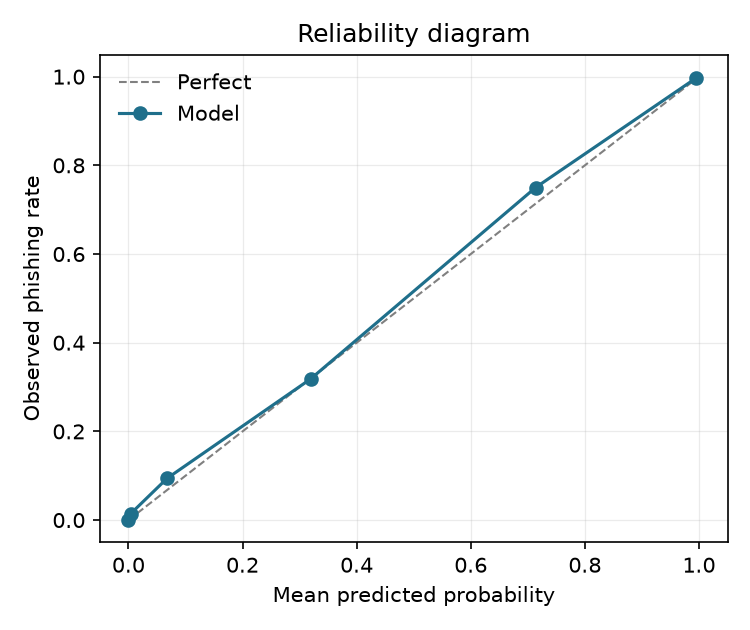 Reliability diagram
Perfect
Model
Observed phishing rate
1.0
0.8
0.6
0.4
0.2
0.0
0.0 0.2 0.4 0.6 0.8 1.0
Mean predicted probability